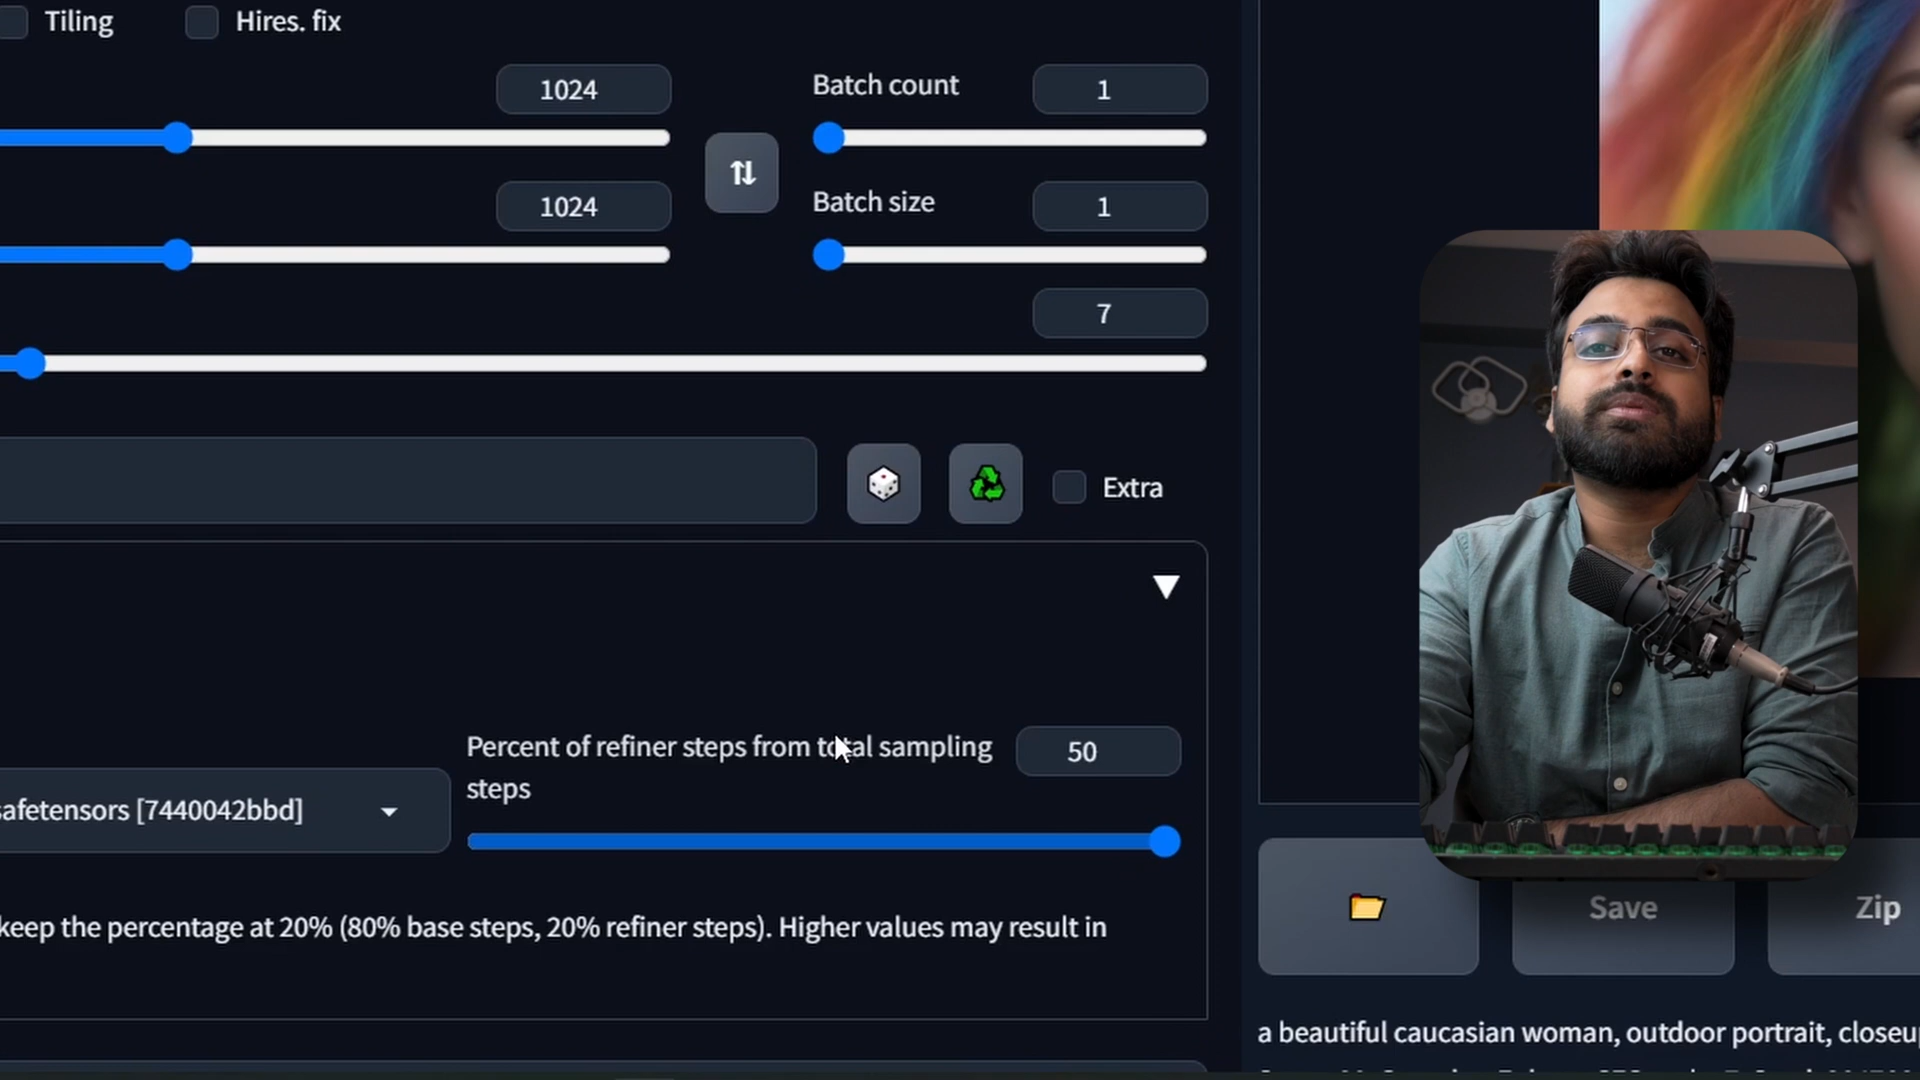 Tiling
Hires. fix
1024
Batch count
1
1024
Batch size
1
7
Extra
Percent of refiner steps from total sampling
steps
50
safetensors [7440042bbd]
keep the percentage at 20% (80% base steps, 20% refiner steps). Higher values may result in
Save
Zip
a beautiful caucasian woman, outdoor portrait, closeup